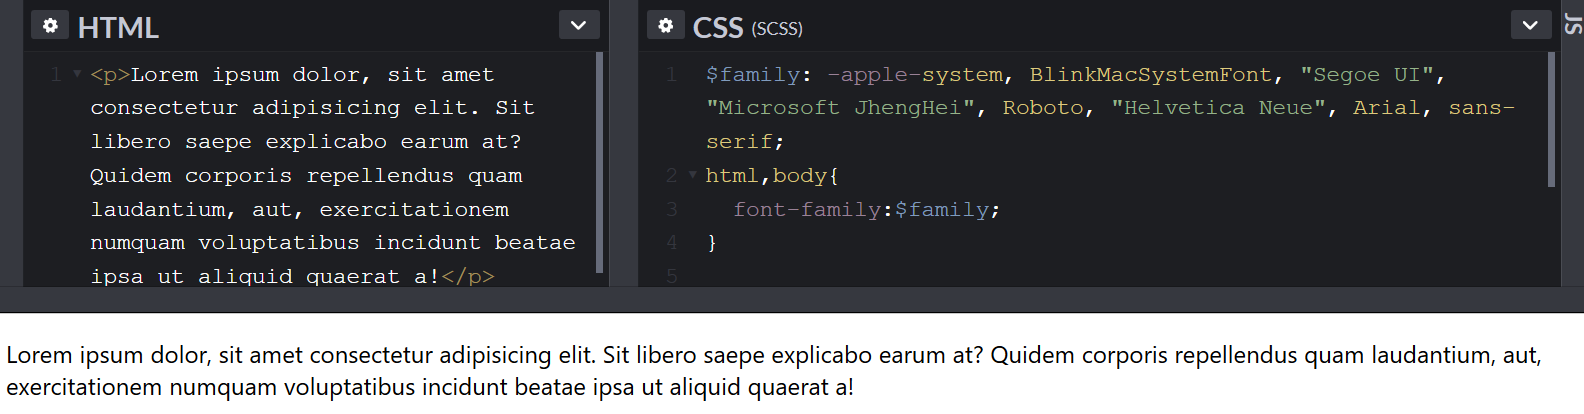 HTML
CSS (SCSS)
JS
1 <p>Lorem ipsum dolor, sit amet
consectetur adipisicing elit. Sit
libero saepe explicabo earum at?
Quidem corporis repellendus quam
laudantium, aut, exercitationem
numquam voluptatibus incidunt beatae
ipsa ut aliquid quaerat a!</p>
1 $family: -apple-system, BlinkMacSystemFont, "Segoe UI",
"Microsoft JhengHei", Roboto, "Helvetica Neue", Arial, sans-
serif;
2 html,body{
3 font-family:$family;
4 }
5
Lorem ipsum dolor, sit amet consectetur adipisicing elit. Sit libero saepe explicabo earum at? Quidem corporis repellendus quam laudantium, aut,
exercitationem numquam voluptatibus incidunt beatae ipsa ut aliquid quaerat a!